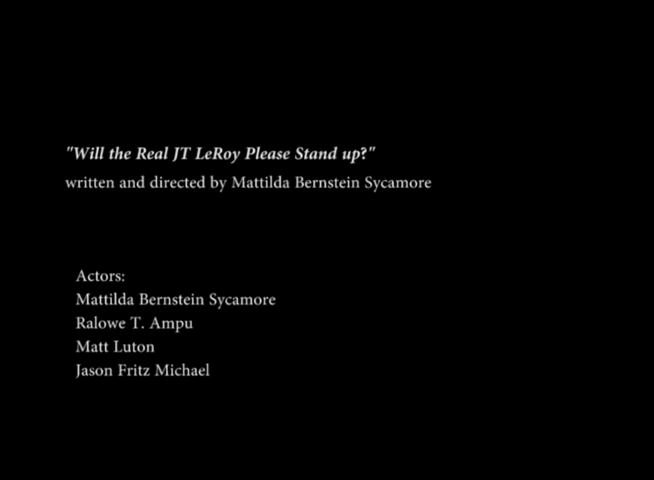 "Will the Real JT LeRoy Please Stand up?"
written and directed by Mattilda Bernstein Sycamore
Actors:
Mattilda Bernstein Sycamore
Ralowe T. Ampu
Matt Luton
Jason Fritz Michael